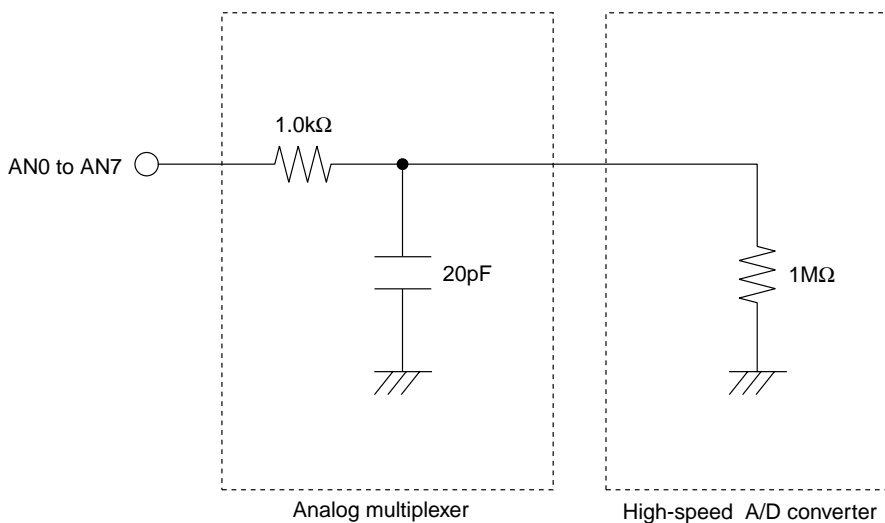 1.0kΩ
AN0 to AN7
20pF
1MΩ
Analog multiplexer
High-speed A/D converter